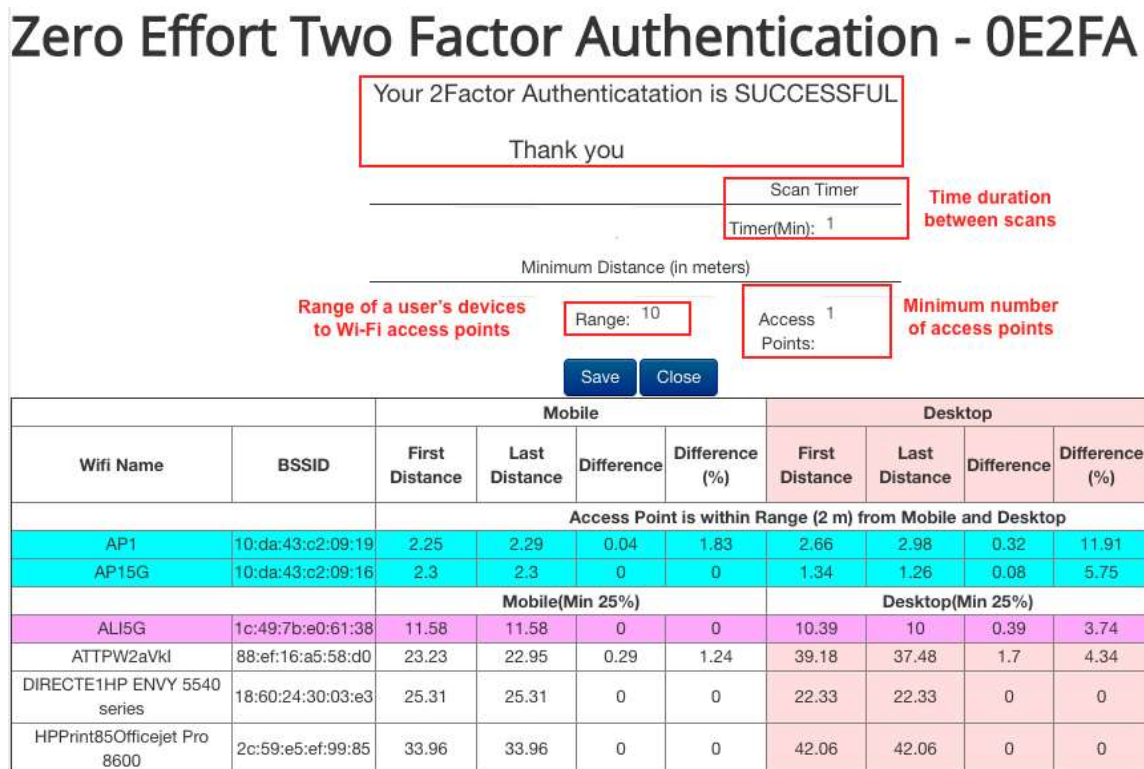 Zero Effort Two Factor Authentication - 0E2FA
Your 2Factor Authenticatation is SUCCESSFUL
Thank you
Scan Timer
Time duration
between scans
Timer(Min): 1
Minimum Distance (in meters)
Range of a user's devices
to Wi-Fi access points
Range: 10
Access 1
Points:
Minimum number
of access points
Save Close
Mobile Desktop
Wifi Name BSSID First Distance Last Distance Difference Difference (%) First Distance Last Distance Difference Difference (%)
Access Point is within Range (2 m) from Mobile and Desktop
AP1 10:da:43:c2:09:19 2.25 2.29 0.04 1.83 2.66 2.98 0.32 11.91
AP15G 10:da:43:c2:09:16 2.3 2.3 0 0 1.34 1.26 0.08 5.75
Mobile(Min 25%) Desktop(Min 25%)
ALI5G 1c:49:7b:e0:61:38 11.58 11.58 0 0 10.39 10 0.39 3.74
ATTPW2aVkI 88:ef:16:a5:58:d0 23.23 22.95 0.29 1.24 39.18 37.48 1.7 4.34
DIRECTE1HP ENVY 5540 series 18:60:24:30:03:e3 25.31 25.31 0 0 22.33 22.33 0 0
HPPrint85Officejet Pro 8600 2c:59:e5:ef:99:85 33.96 33.96 0 0 42.06 42.06 0 0